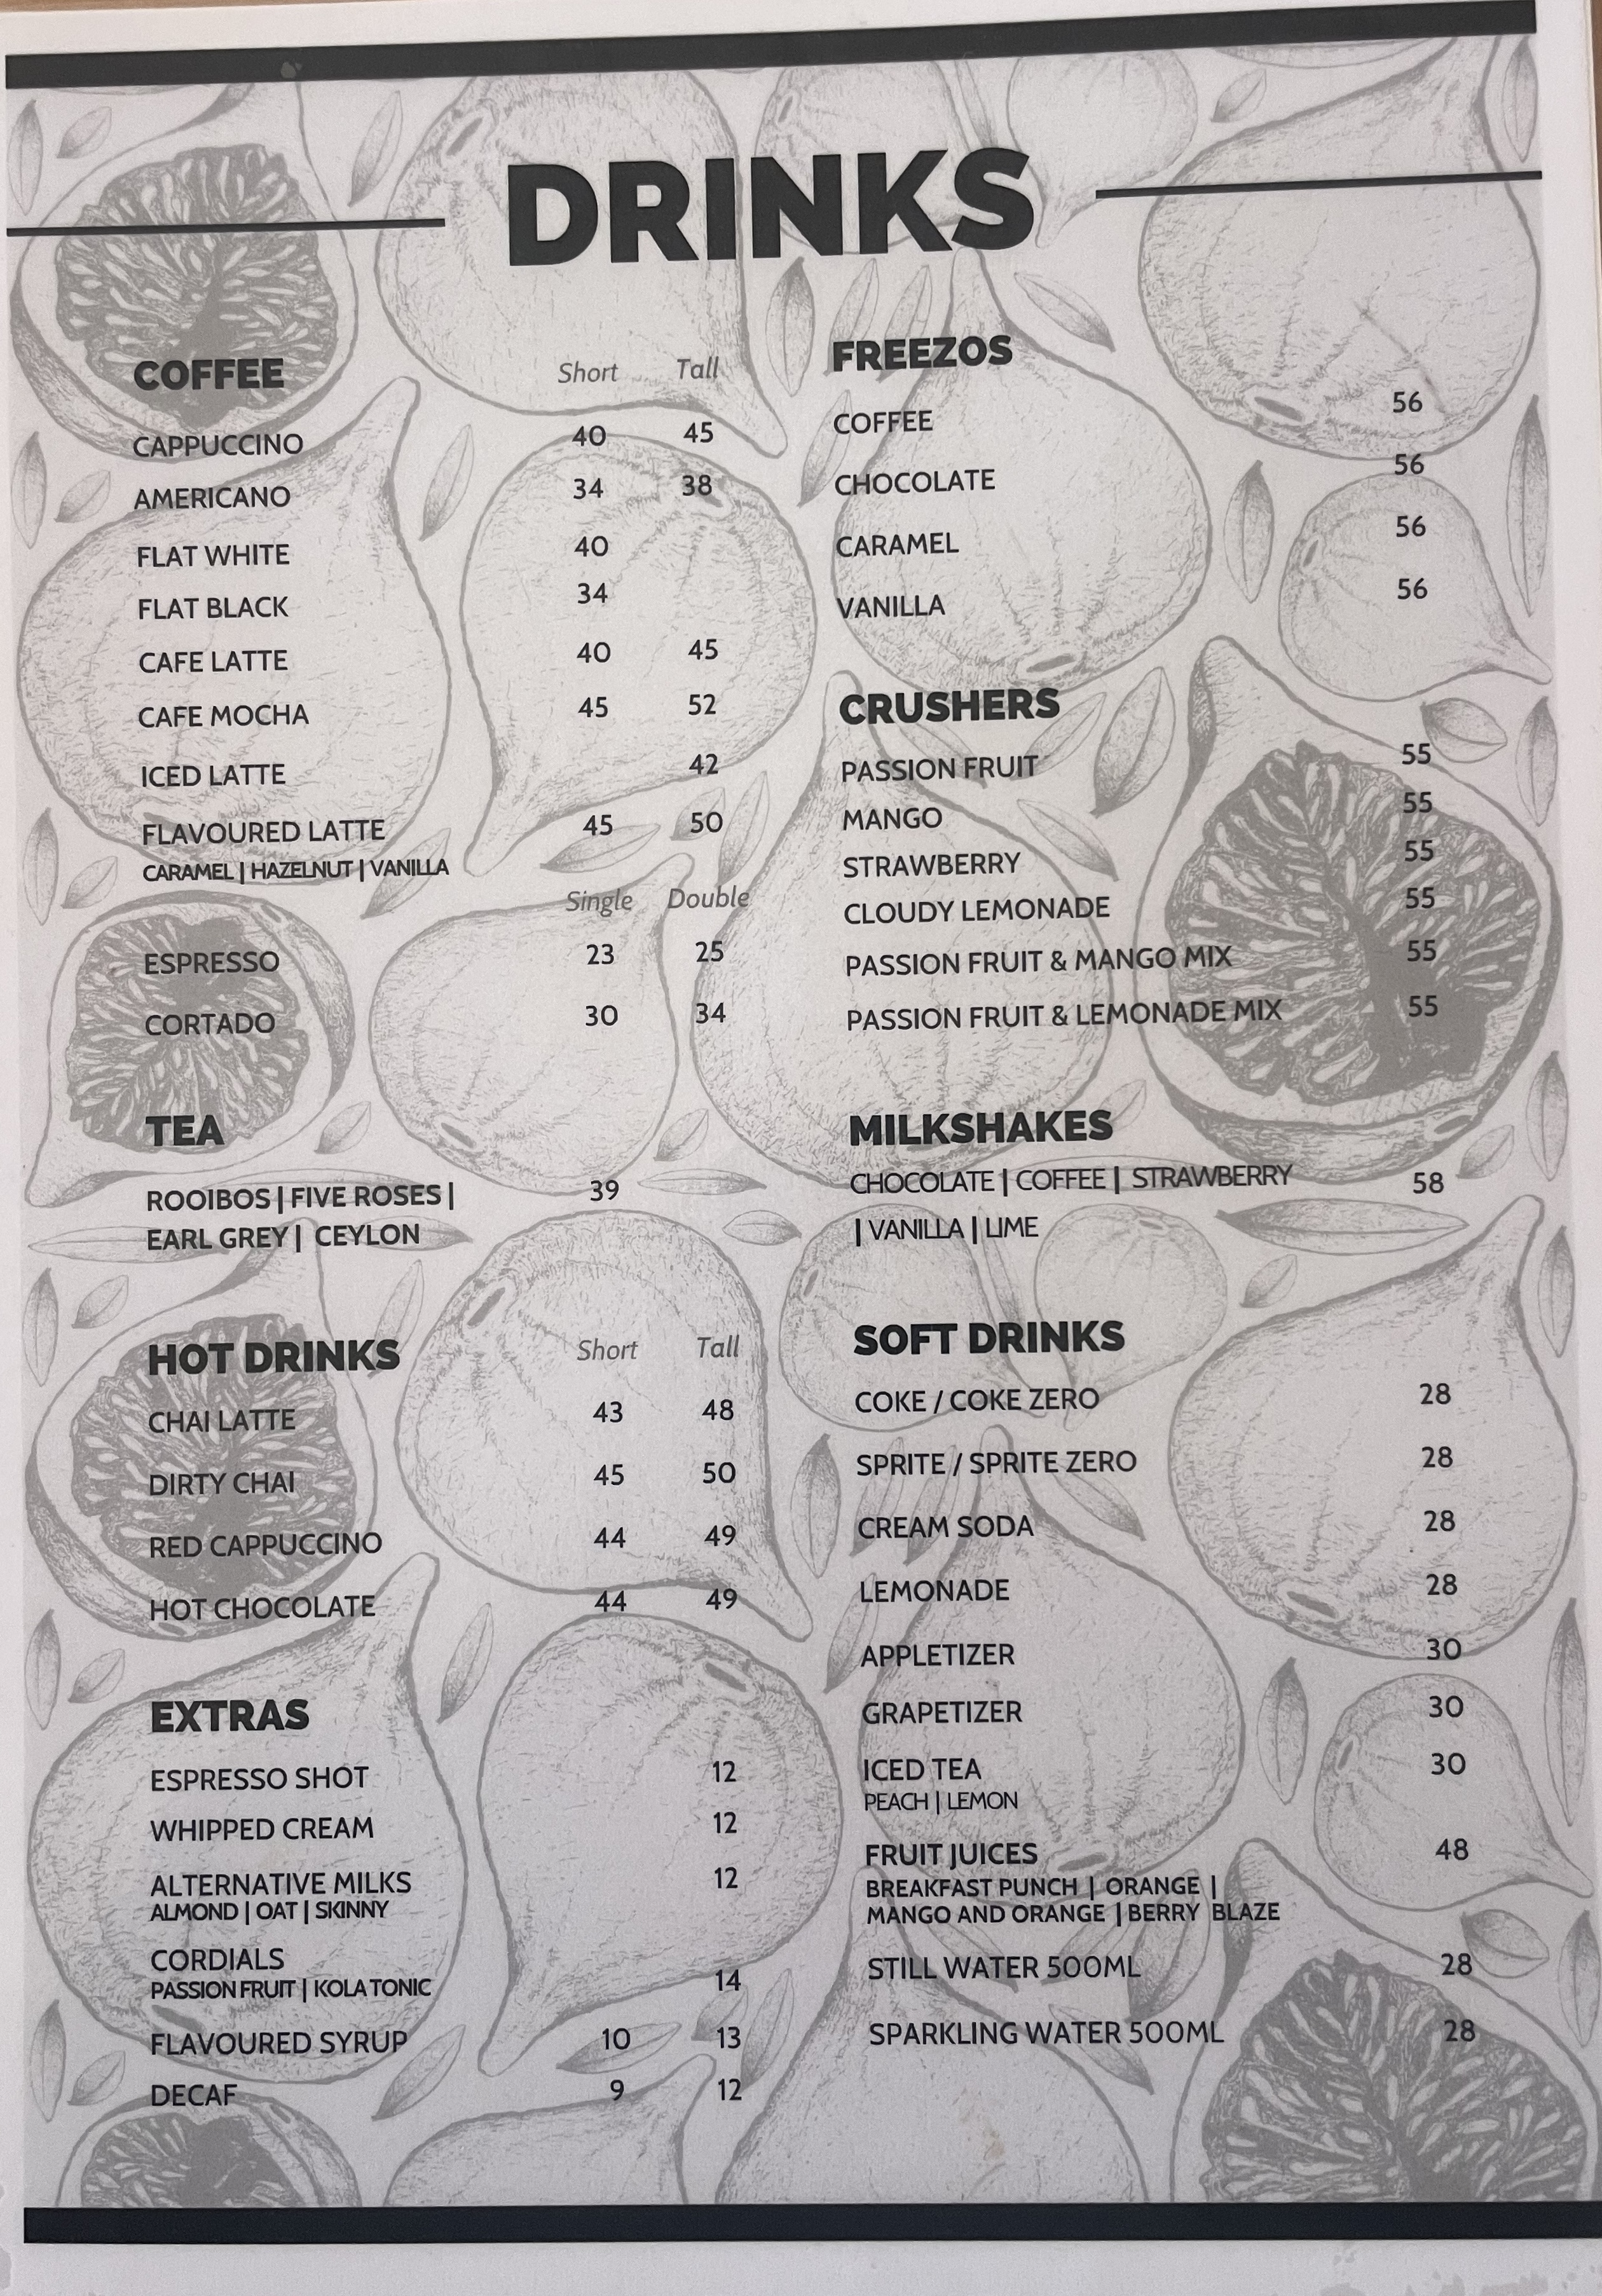 DRINKS
COFFEE Short Tall
CAPPUCCINO 40 45
AMERICANO 34 38
FLAT WHITE 40
FLAT BLACK 34
CAFE LATTE 40 45
CAFE MOCHA 45 52
ICED LATTE 42
FLAVOURED LATTE 45 50
CARAMEL | HAZELNUT | VANILLA
Single Double
ESPRESSO 23 25
CORTADO 30 34
TEA
ROOIBOS | FIVE ROSES | 39
EARL GREY | CEYLON
HOT DRINKS Short Tall
CHAI LATTE 43 48
DIRTY CHAI 45 50
RED CAPPUCCINO 44 49
HOT CHOCOLATE 44 49
EXTRAS
ESPRESSO SHOT 12
WHIPPED CREAM 12
ALTERNATIVE MILKS 12
ALMOND | OAT | SKINNY
CORDIALS
PASSION FRUIT | KOLA TONIC 14
FLAVOURED SYRUP 10 13
DECAF 9 12
FREEZOS
COFFEE 56
CHOCOLATE 56
CARAMEL 56
VANILLA 56
CRUSHERS
PASSION FRUIT 55
MANGO 55
STRAWBERRY 55
CLOUDY LEMONADE 55
PASSION FRUIT & MANGO MIX 55
PASSION FRUIT & LEMONADE MIX 55
MILKSHAKES
CHOCOLATE | COFFEE | STRAWBERRY 58
| VANILLA | LIME
SOFT DRINKS
COKE / COKE ZERO 28
SPRITE / SPRITE ZERO 28
CREAM SODA 28
LEMONADE 28
APPLETIZER 30
GRAPETIZER 30
ICED TEA 30
PEACH | LEMON
FRUIT JUICES 48
BREAKFAST PUNCH | ORANGE |
MANGO AND ORANGE | BERRY BLAZE
STILL WATER 500ML 28
SPARKLING WATER 500ML 28